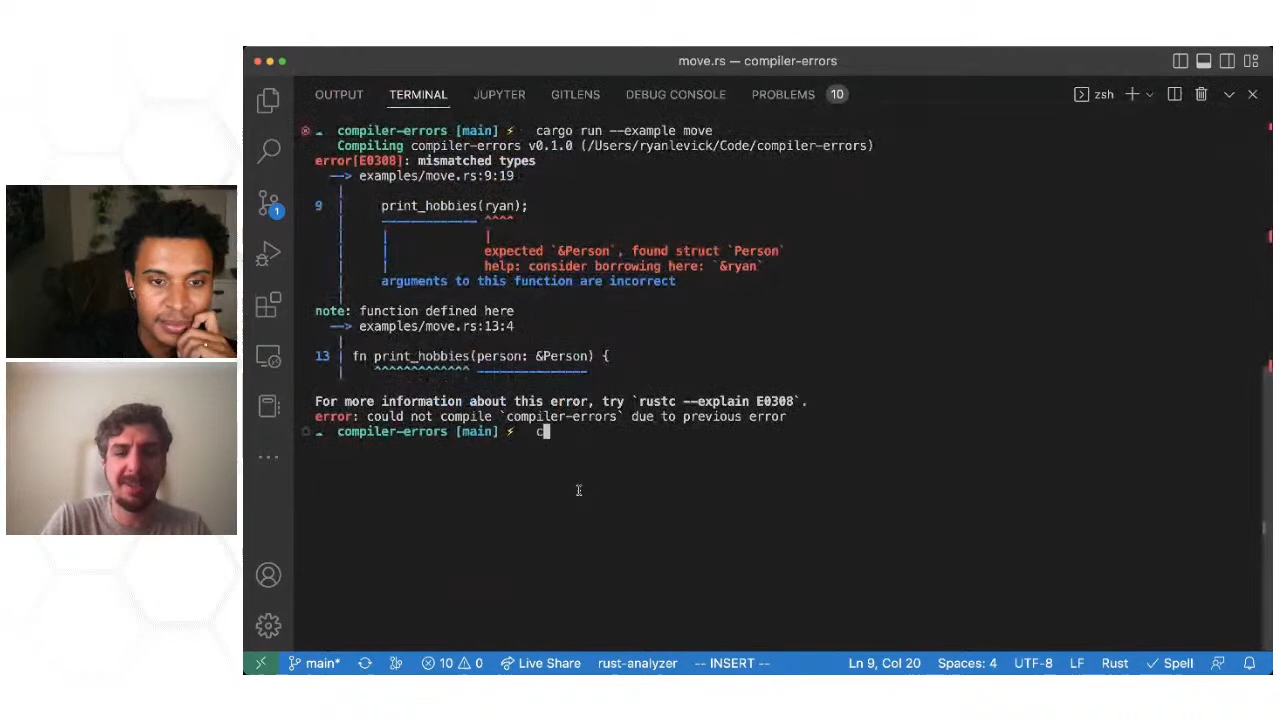 move.rs — compiler-errors
OUTPUT TERMINAL JUPYTER GITLENS DEBUG CONSOLE PROBLEMS 10 zsh
compiler-errors [main] ⚡ cargo run --example move
Compiling compiler-errors v0.1.0 (/Users/ryanlevick/Code/compiler-errors)
error[E0308]: mismatched types
--> examples/move.rs:9:19
|
9 | print_hobbies(ryan);
| ------------- ^^^^
| | |
| | expected `&Person`, found struct `Person`
| | help: consider borrowing here: `&ryan`
| arguments to this function are incorrect
|
note: function defined here
--> examples/move.rs:13:4
|
13 | fn print_hobbies(person: &Person) {
| ^^^^^^^^^^^^^ ---------------
For more information about this error, try `rustc --explain E0308`.
error: could not compile `compiler-errors` due to previous error
compiler-errors [main] ⚡ c
1
main* 10 0 Live Share rust-analyzer -- INSERT -- Ln 9, Col 20 Spaces: 4 UTF-8 LF Rust Spell